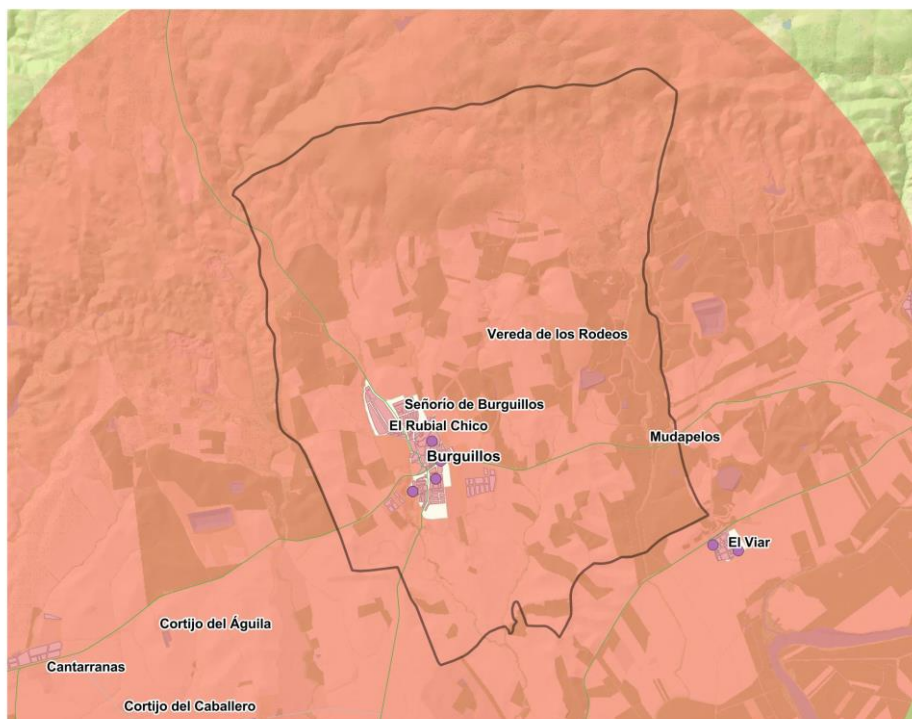 Vereda de los Rodeos
Señorío de Burguillos
El Rubial Chico
Mudapelos
Burguillos
El Viar
Cortijo del Águila
Cantarranas
Cortijo del Caballero